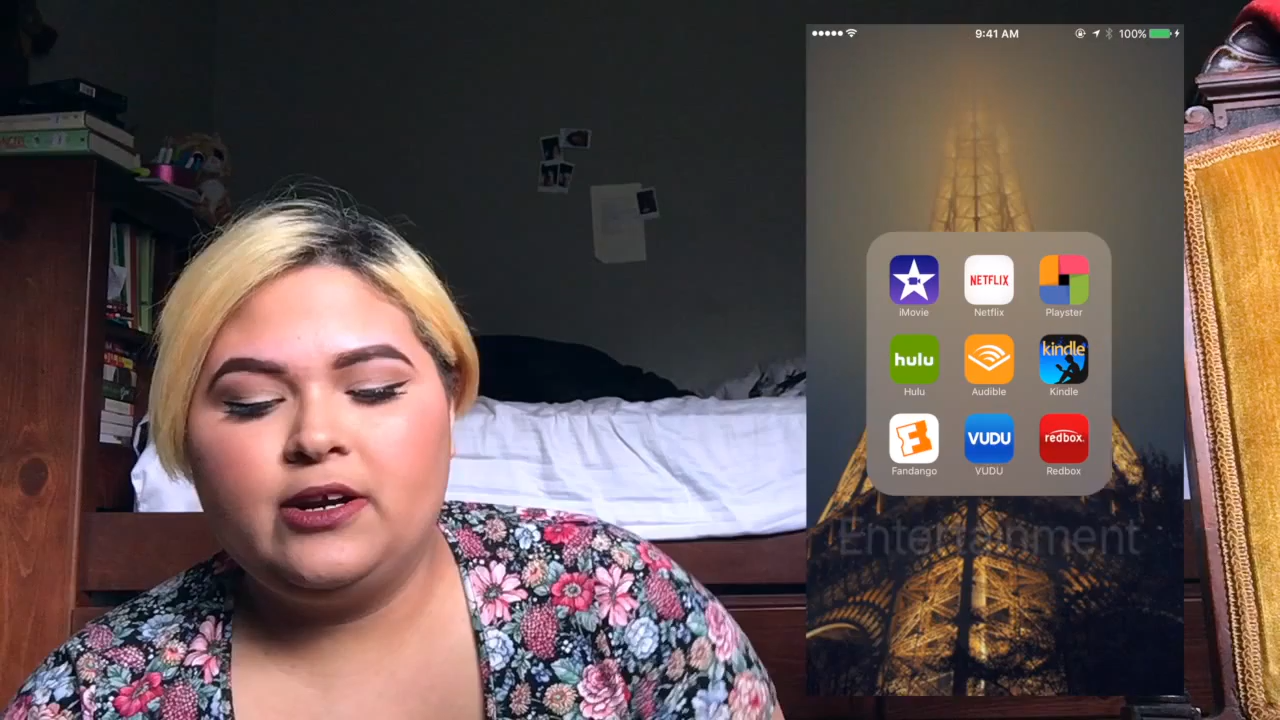 9:41 AM 100%
NETFLIX
iMovie Netflix Playster
hulu kindle
Hulu Audible Kindle
VUDU redbox.
Fandango VUDU Redbox
Entertainment